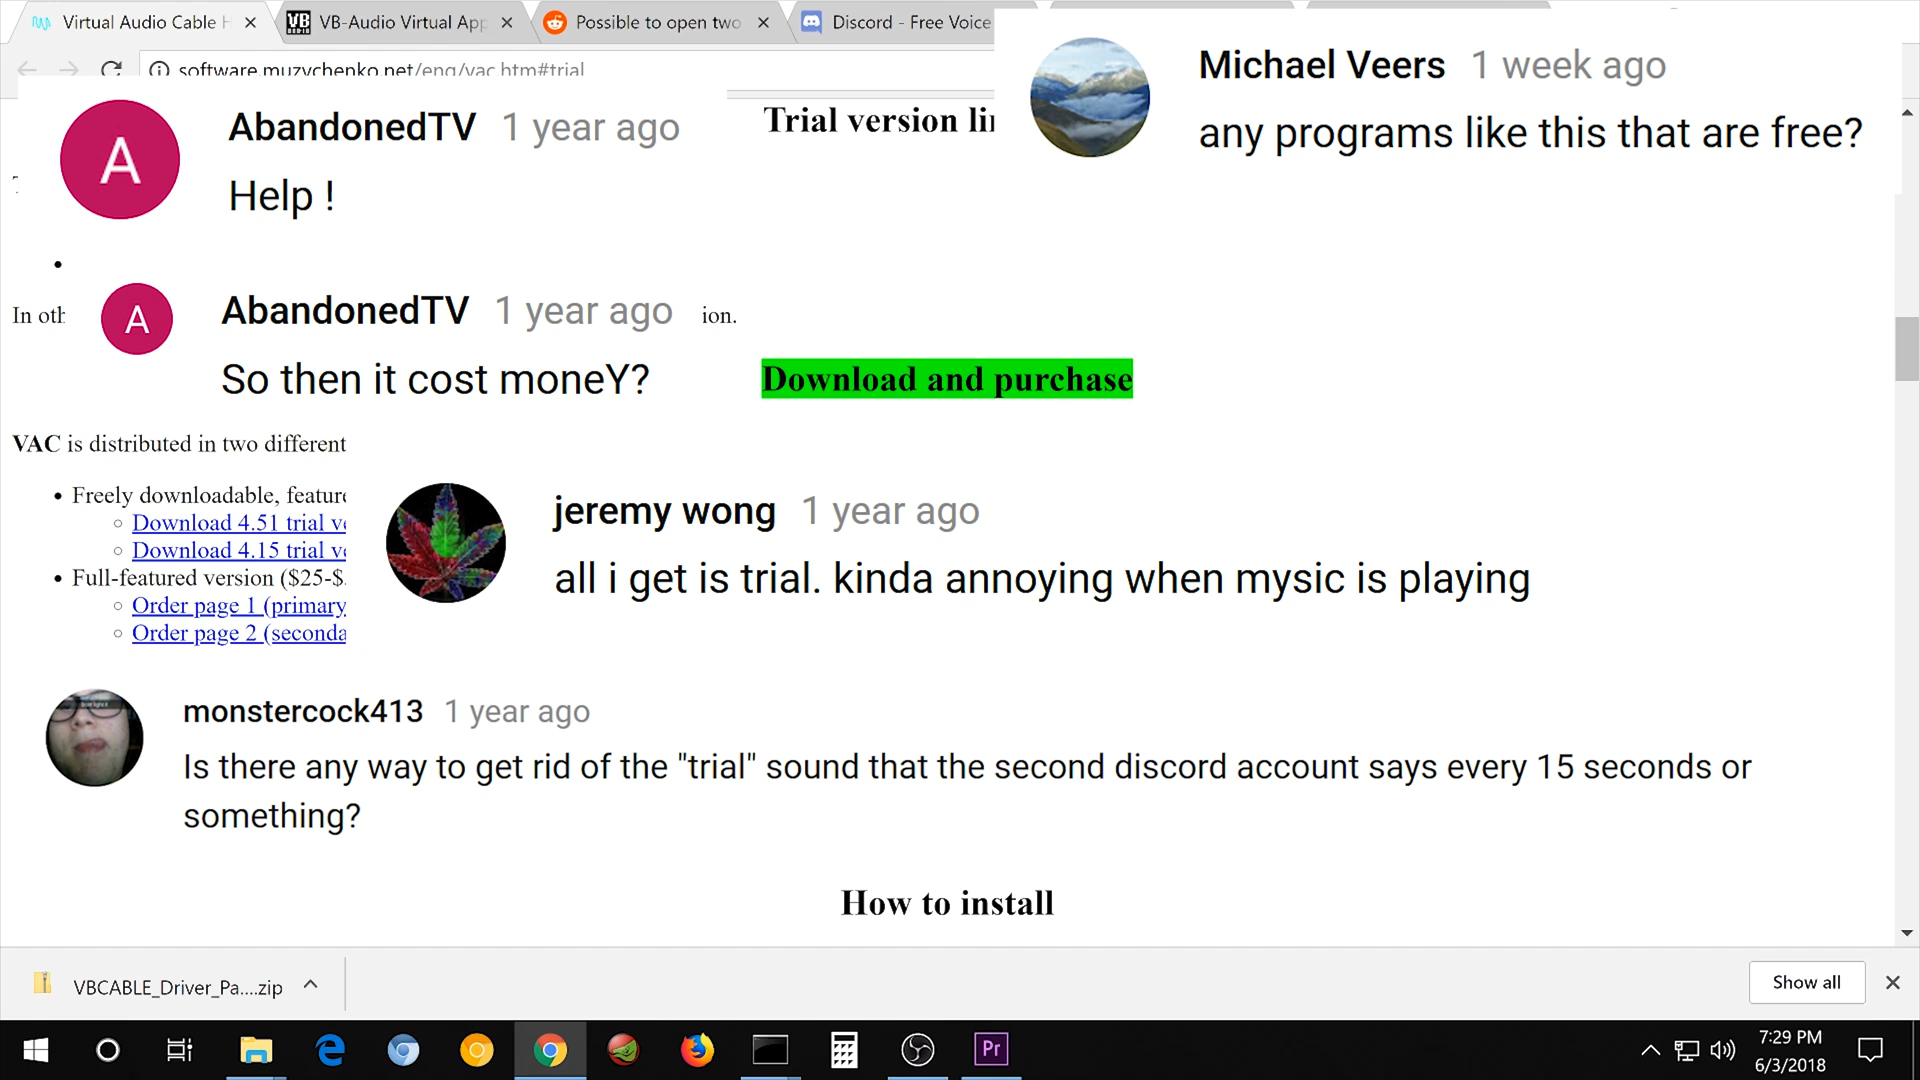 Virtual Audio Cable H
VB-Audio Virtual App
Possible to open two
Discord - Free Voice
software.muzychenko.net/eng/vac.htm#trial
Michael Veers 1 week ago
any programs like this that are free?
AbandonedTV 1 year ago
Help !
Trial version lin
In oth
AbandonedTV 1 year ago
ion.
So then it cost moneY?
Download and purchase
VAC is distributed in two different
Freely downloadable, feature
Download 4.51 trial ve
Download 4.15 trial ve
Full-featured version ($25-$
Order page 1 (primary
Order page 2 (seconda
jeremy wong 1 year ago
all i get is trial. kinda annoying when mysic is playing
monstercock413 1 year ago
Is there any way to get rid of the "trial" sound that the second discord account says every 15 seconds or
something?
How to install
VBCABLE_Driver_Pa....zip
Show all
Pr
7:29 PM
6/3/2018